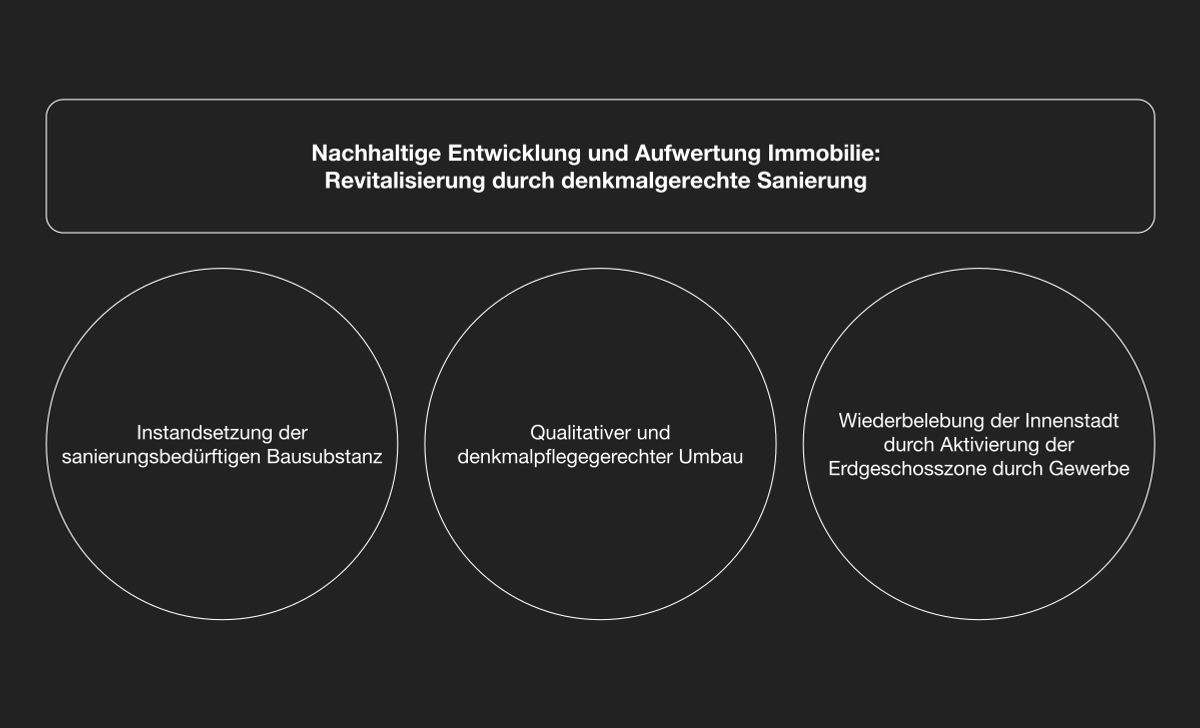 Nachhaltige Entwicklung und Aufwertung Immobilie:
Revitalisierung durch denkmalgerechte Sanierung
Instandsetzung der
sanierungsbedürftigen Bausubstanz
Qualitativer und
denkmalpflegegerechter Umbau
Wiederbelebung der Innenstadt
durch Aktivierung der
Erdgeschosszone durch Gewerbe